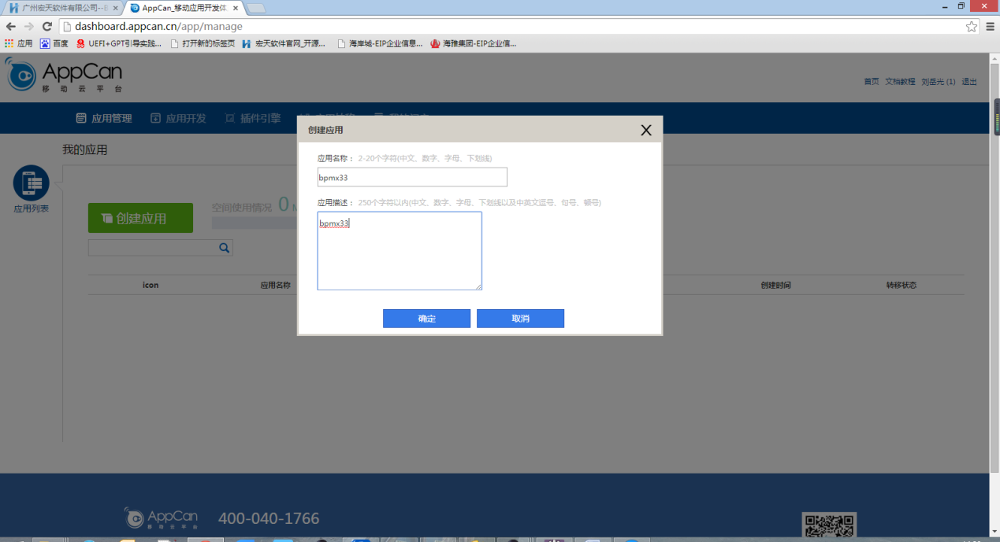 广州宏天软件有限公司--E
AppCan_移动应用开发体
dashboard.appcan.cn/app/manage
应用 百度 UEFI+GPT引导实践... 打开新的标签页 宏天软件官网_开源... 海岸城-EIP企业信息... 海雅集团-EIP企业信...
AppCan
移动云平台
首页 文档教程 刘岳光 (1) 退出
应用管理 应用开发 插件引擎
创建应用
X
我的应用
应用名称: 2-20个字符(中文、数字、字母、下划线)
bpmx33
应用列表
应用描述: 250个字符以内(中文、数字、字母、下划线以及中英文逗号、句号、顿号)
创建应用
空间使用情况 0 M
bpmx33
icon 应用名称 创建时间 转移状态
确定 取消
AppCan
移动云平台
400-040-1766